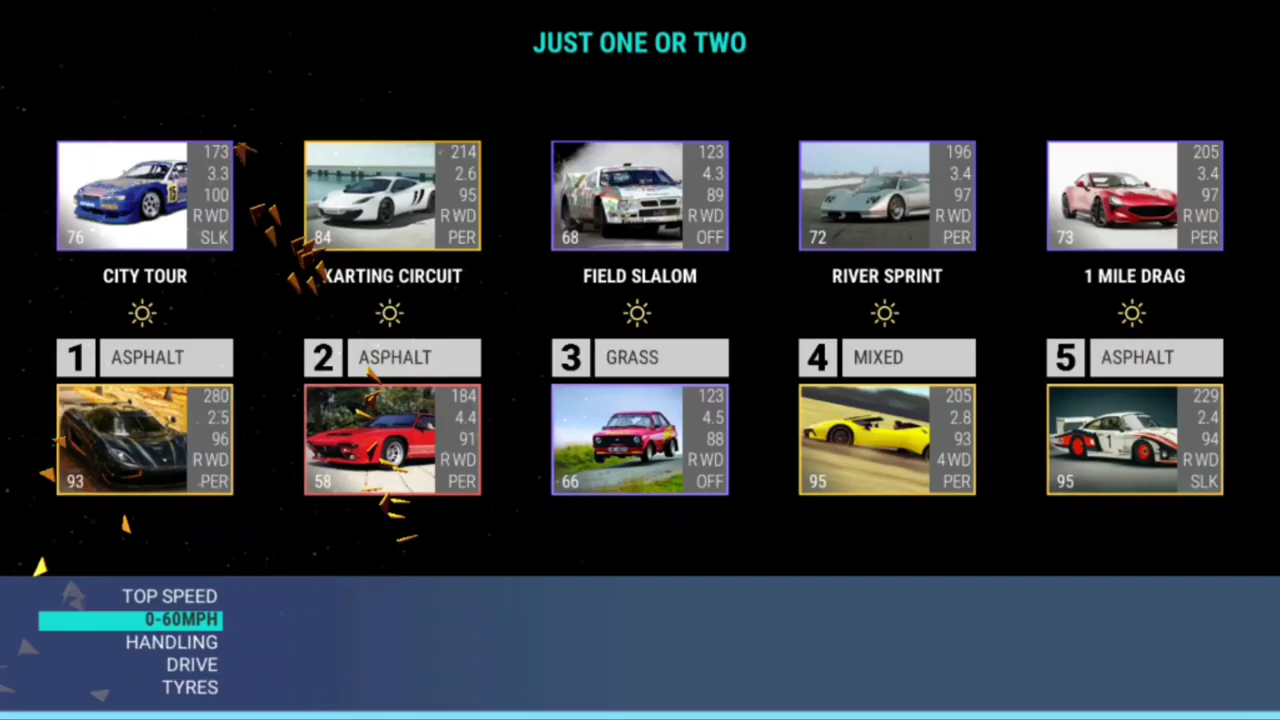 JUST ONE OR TWO
173
3.3
100
RWD
SLK
76
214
2.6
95
RWD
PER
84
123
4.3
89
RWD
OFF
68
196
3.4
97
RWD
PER
72
205
3.4
97
RWD
PER
73
CITY TOUR
KARTING CIRCUIT
FIELD SLALOM
RIVER SPRINT
1 MILE DRAG
1 ASPHALT
2 ASPHALT
3 GRASS
4 MIXED
5 ASPHALT
280
2.5
96
RWD
PER
93
184
4.4
91
RWD
PER
58
123
4.5
88
RWD
OFF
66
205
2.8
93
4WD
PER
95
229
2.4
94
RWD
SLK
95
TOP SPEED
0-60MPH
HANDLING
DRIVE
TYRES